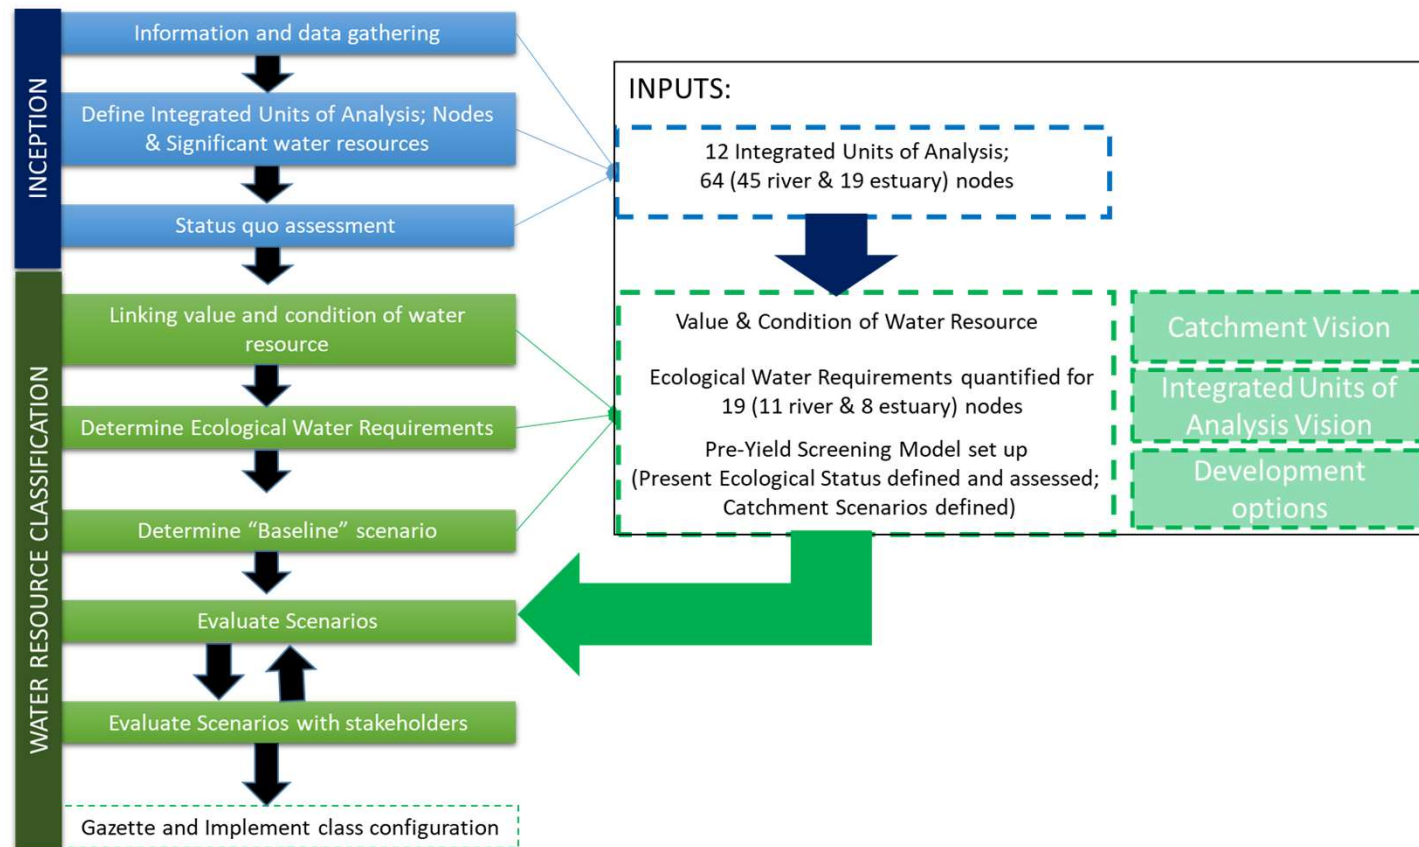 INCEPTION
Information and data gathering
Define Integrated Units of Analysis; Nodes
& Significant water resources
Status quo assessment
WATER RESOURCE CLASSIFICATION
Linking value and condition of water
resource
Determine Ecological Water Requirements
Determine “Baseline” scenario
Evaluate Scenarios
Evaluate Scenarios with stakeholders
Gazette and Implement class configuration
INPUTS:
12 Integrated Units of Analysis;
64 (45 river & 19 estuary) nodes
Value & Condition of Water Resource
Ecological Water Requirements quantified for
19 (11 river & 8 estuary) nodes
Pre-Yield Screening Model set up
(Present Ecological Status defined and assessed;
Catchment Scenarios defined)
Catchment Vision
Integrated Units of
Analysis Vision
Development
options